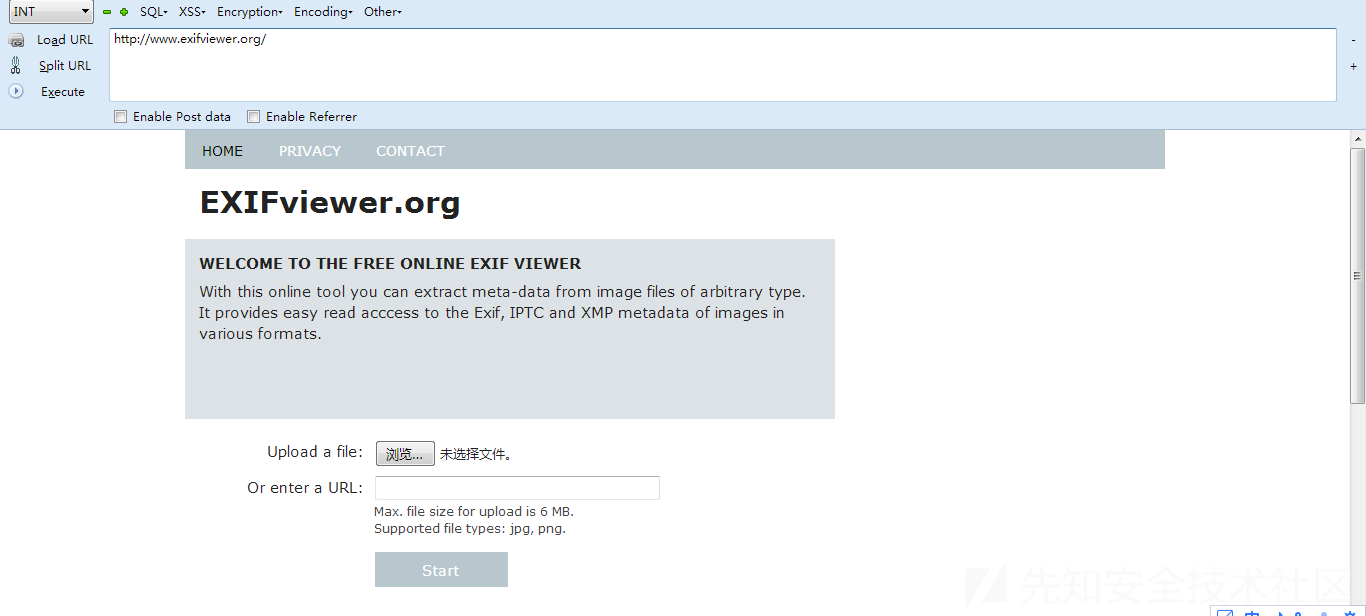 INT SQL- XSS- Encryption- Encoding- Other-
Load URL http://www.exifviewer.org/ -
Split URL +
Execute
Enable Post data Enable Referrer
HOME PRIVACY CONTACT
EXIFviewer.org
WELCOME TO THE FREE ONLINE EXIF VIEWER
With this online tool you can extract meta-data from image files of arbitrary type.
It provides easy read acccess to the Exif, IPTC and XMP metadata of images in
various formats.
Upload a file: 浏览... 未选择文件。
Or enter a URL:
Max. file size for upload is 6 MB.
Supported file types: jpg, png.
Start
先知安全技术社区